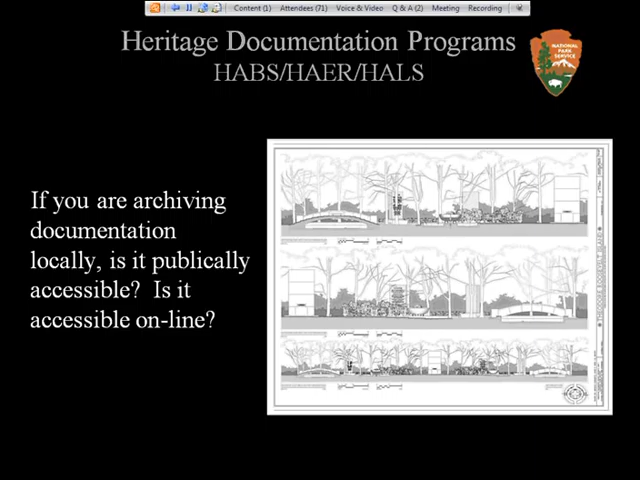 Content (1) Attendees (71) Voice & Video Q & A (2) Meeting Recording
Heritage Documentation Programs
HABS/HAER/HALS
NATIONAL
PARK
SERVICE
If you are archiving
documentation
locally, is it publically
accessible? Is it
accessible on-line?